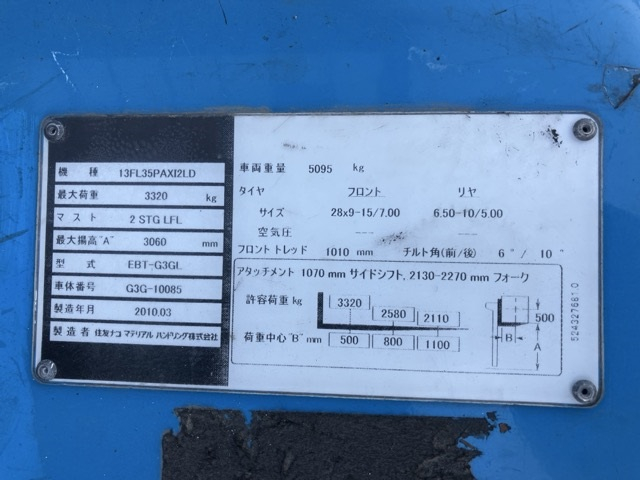 機種 13FL35PAXI2LD
最大荷重 3320 kg
マスト 2 STG LFL
最大揚高"A" 3060 mm
型式 EBT-G3GL
車体番号 G3G-10085
製造年月 2010.03
製造者 住友ナコ マテリアル ハンドリング株式会社
車両重量 5095 kg
タイヤ フロント リヤ
サイズ 28x9-15/7.00 6.50-10/5.00
空気圧 --- ---
フロント トレッド 1010 mm チルト角(前/後) 6°/ 10°
アタッチメント 1070 mm サイドシフト, 2130-2270 mm フォーク
許容荷重 kg 3320 2580 2110
荷重中心 "B" mm 500 800 1100
500
B
A
524327661 0